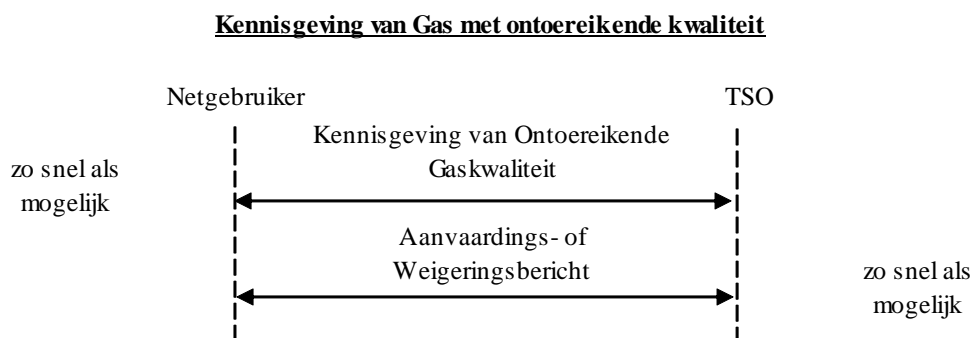 Kennisgeving van Gas met ontoereikende kwaliteit
Netgebruiker
TSO
Kennisgeving van Ontoereikende
Gaskwaliteit
zo snel als
mogelijk
Aanvaardings- of
Weigeringsbericht
zo snel als
mogelijk